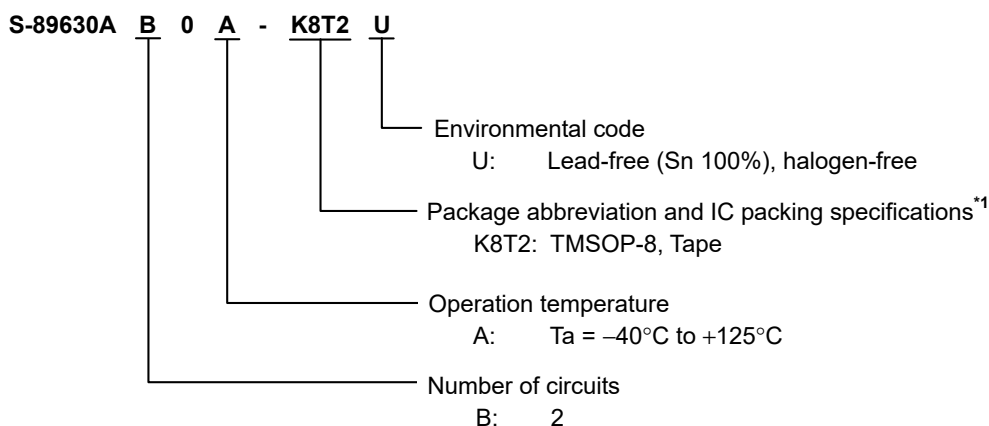 S-89630A B 0 A - K8T2 U
Environmental code
U: Lead-free (Sn 100%), halogen-free
Package abbreviation and IC packing specifications*1
K8T2: TMSOP-8, Tape
Operation temperature
A: Ta = −40°C to +125°C
Number of circuits
B: 2